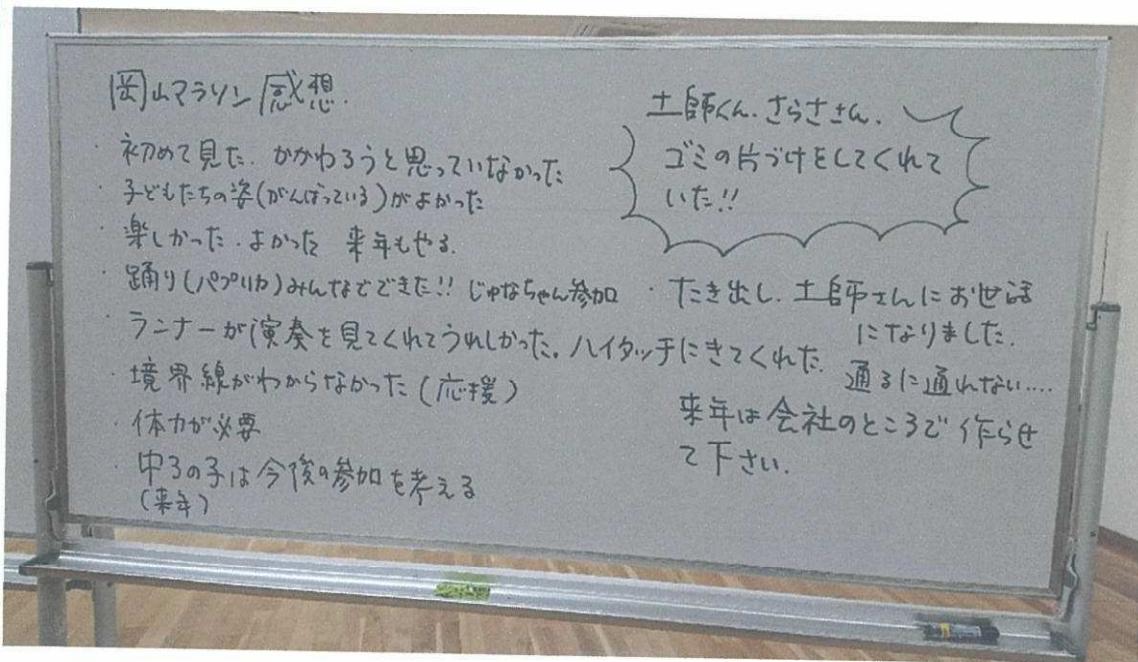 岡山マラソン感想.
・初めて見た. かかわろうと思っていなかった
・子どもたちの姿(がんばっている)がよかった
・楽しかった. よかった 来年もやる.
・踊り(パプリカ)みんなでできた!! じゅなちゃん参加
・ランナーが演奏を見てくれてうれしかった。ハイタッチにきてくれた.
・境界線がわからなかった(応援)
・体力が必要
・中3の子は今後の参加を考える
(来年)
土師くん. さらささん.
ゴミの片づけをしてくれて
いた!!
・たき出し. 土師さんにお世話
になりました.
通るに通れない....
来年は会社のところで作らせ
て下さい.